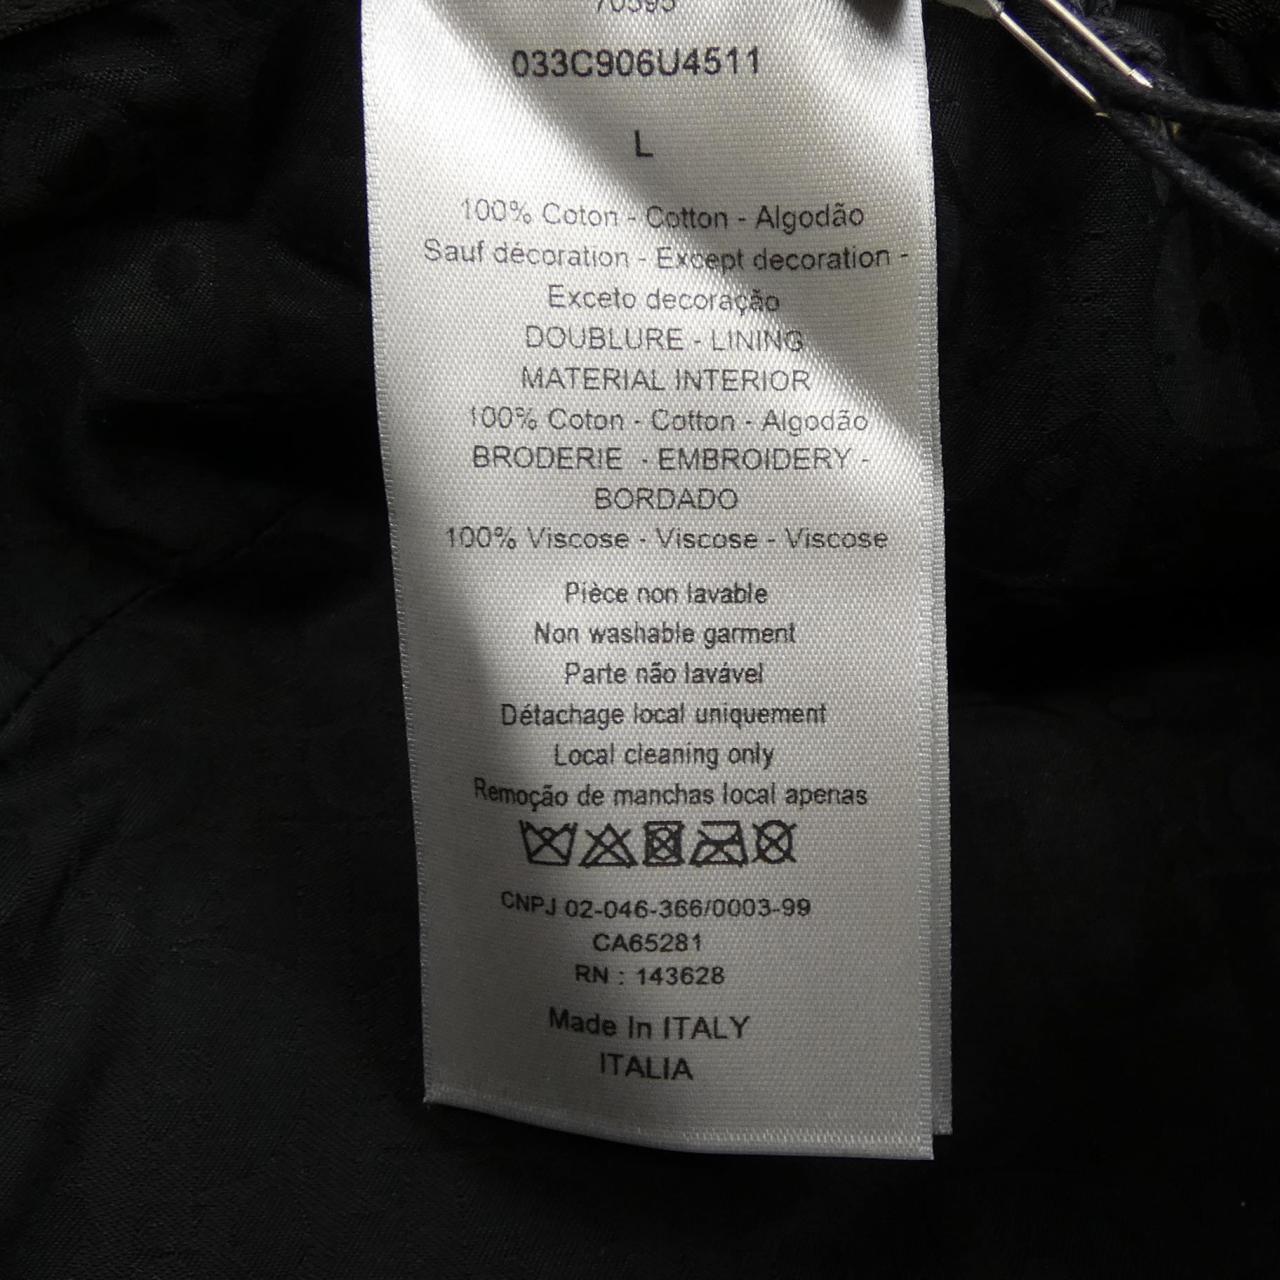 70595
033C906U4511
L
100% Coton - Cotton - Algodão
Sauf décoration - Except decoration -
Exceto decoração
DOUBLURE - LINING
MATERIAL INTERIOR
100% Coton - Cotton - Algodão
BRODERIE - EMBROIDERY -
BORDADO
100% Viscose - Viscose - Viscose
Pièce non lavable
Non washable garment
Parte não lavável
Détachage local uniquement
Local cleaning only
Remoção de manchas local apenas
CNPJ 02-046-366/0003-99
CA65281
RN : 143628
Made In ITALY
ITALIA